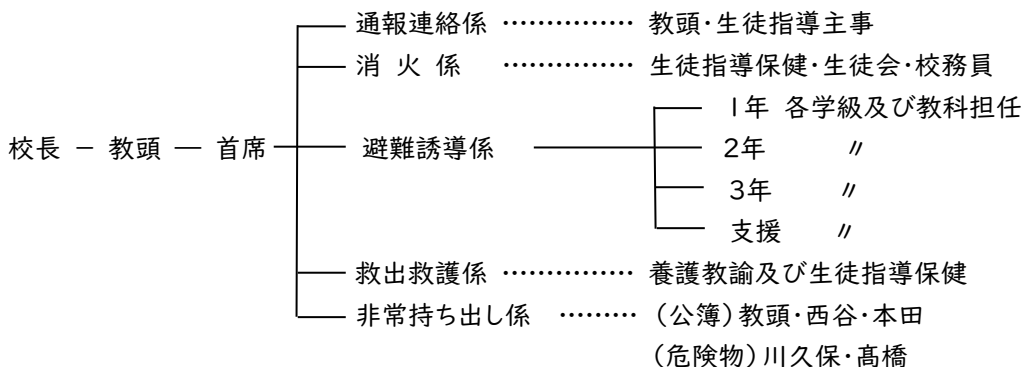 通報連絡係 …………… 教頭・生徒指導主事
消 火 係 …………… 生徒指導保健・生徒会・校務員
1年 各学級及び教科担任
校長 － 教頭 ― 首席 避難誘導係 2年 〃
3年 〃
支援 〃
救出救護係 …………… 養護教諭及び生徒指導保健
非常持ち出し係 ……… （公簿）教頭・西谷・本田
（危険物）川久保・髙橋